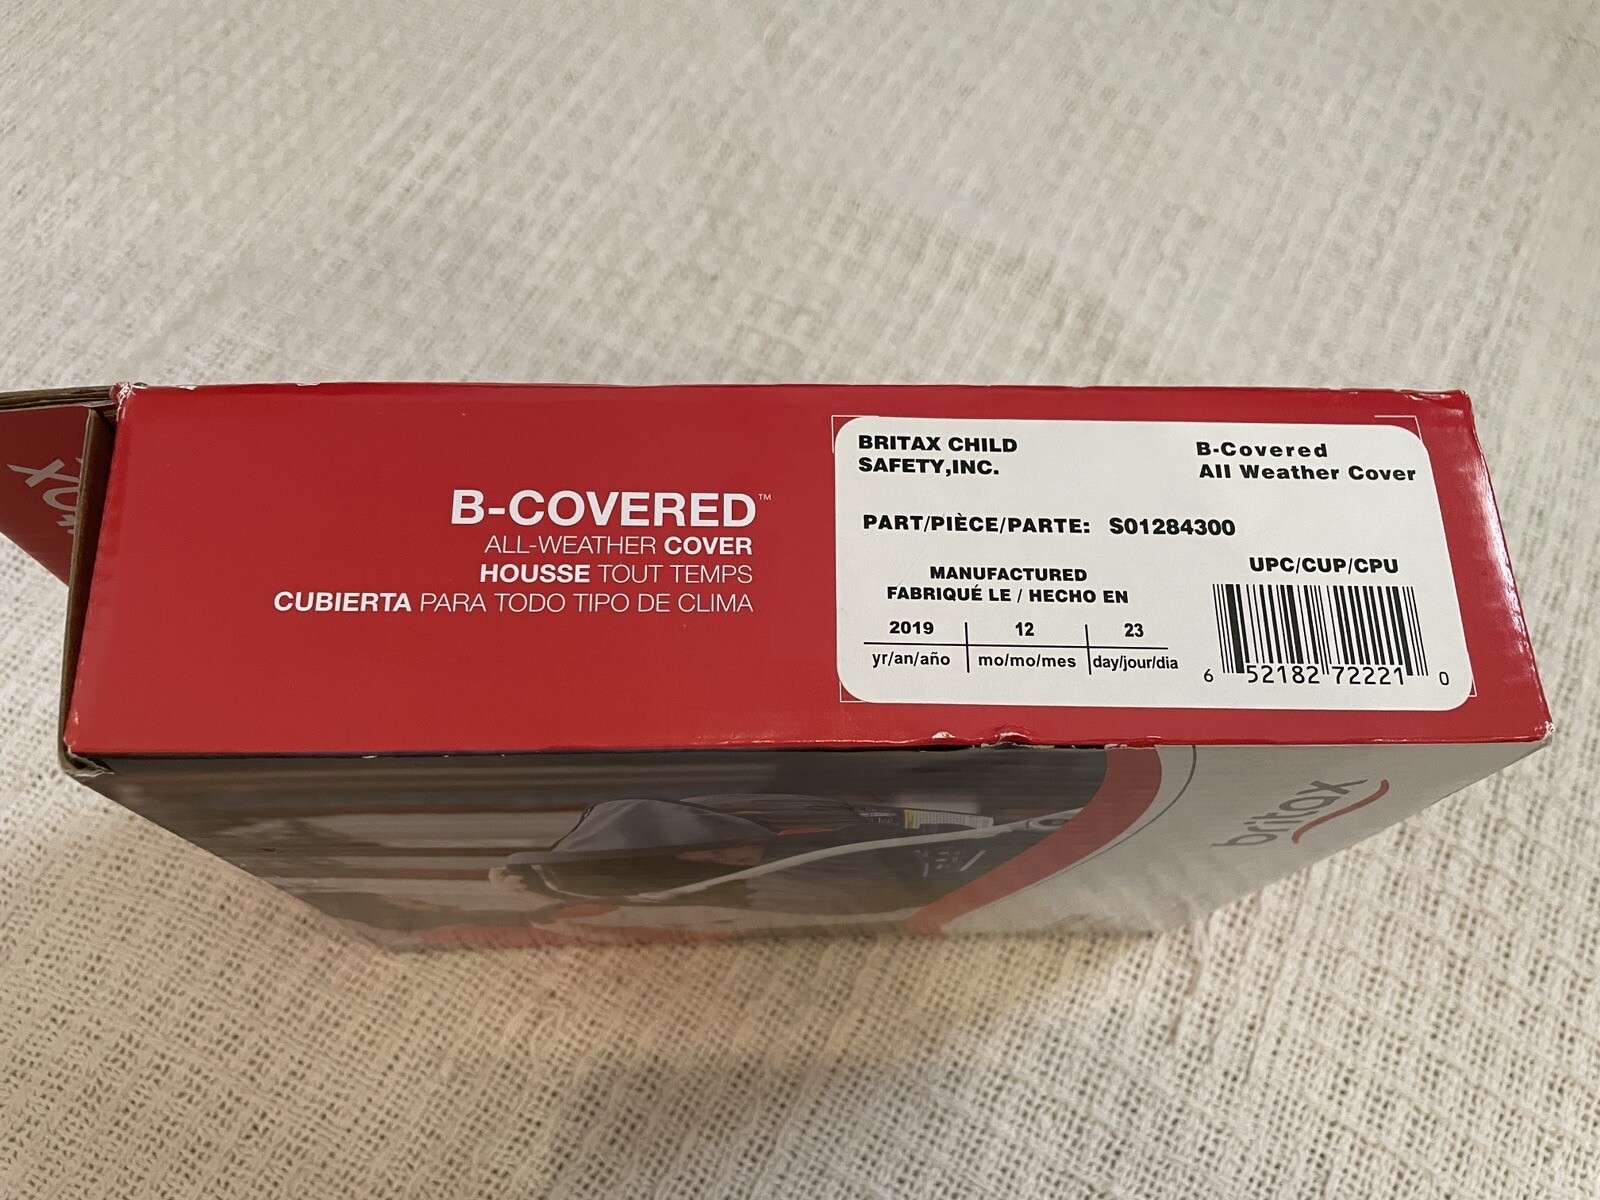 B-COVERED™
ALL-WEATHER COVER
HOUSSE TOUT TEMPS
CUBIERTA PARA TODO TIPO DE CLIMA
BRITAX CHILD
SAFETY,INC.
B-Covered
All Weather Cover
PART/PIÈCE/PARTE: S01284300
MANUFACTURED
FABRIQUÉ LE / HECHO EN
2019 12 23
yr/an/año mo/mo/mes day/jour/dia
UPC/CUP/CPU
6 52182 72221 0
britax